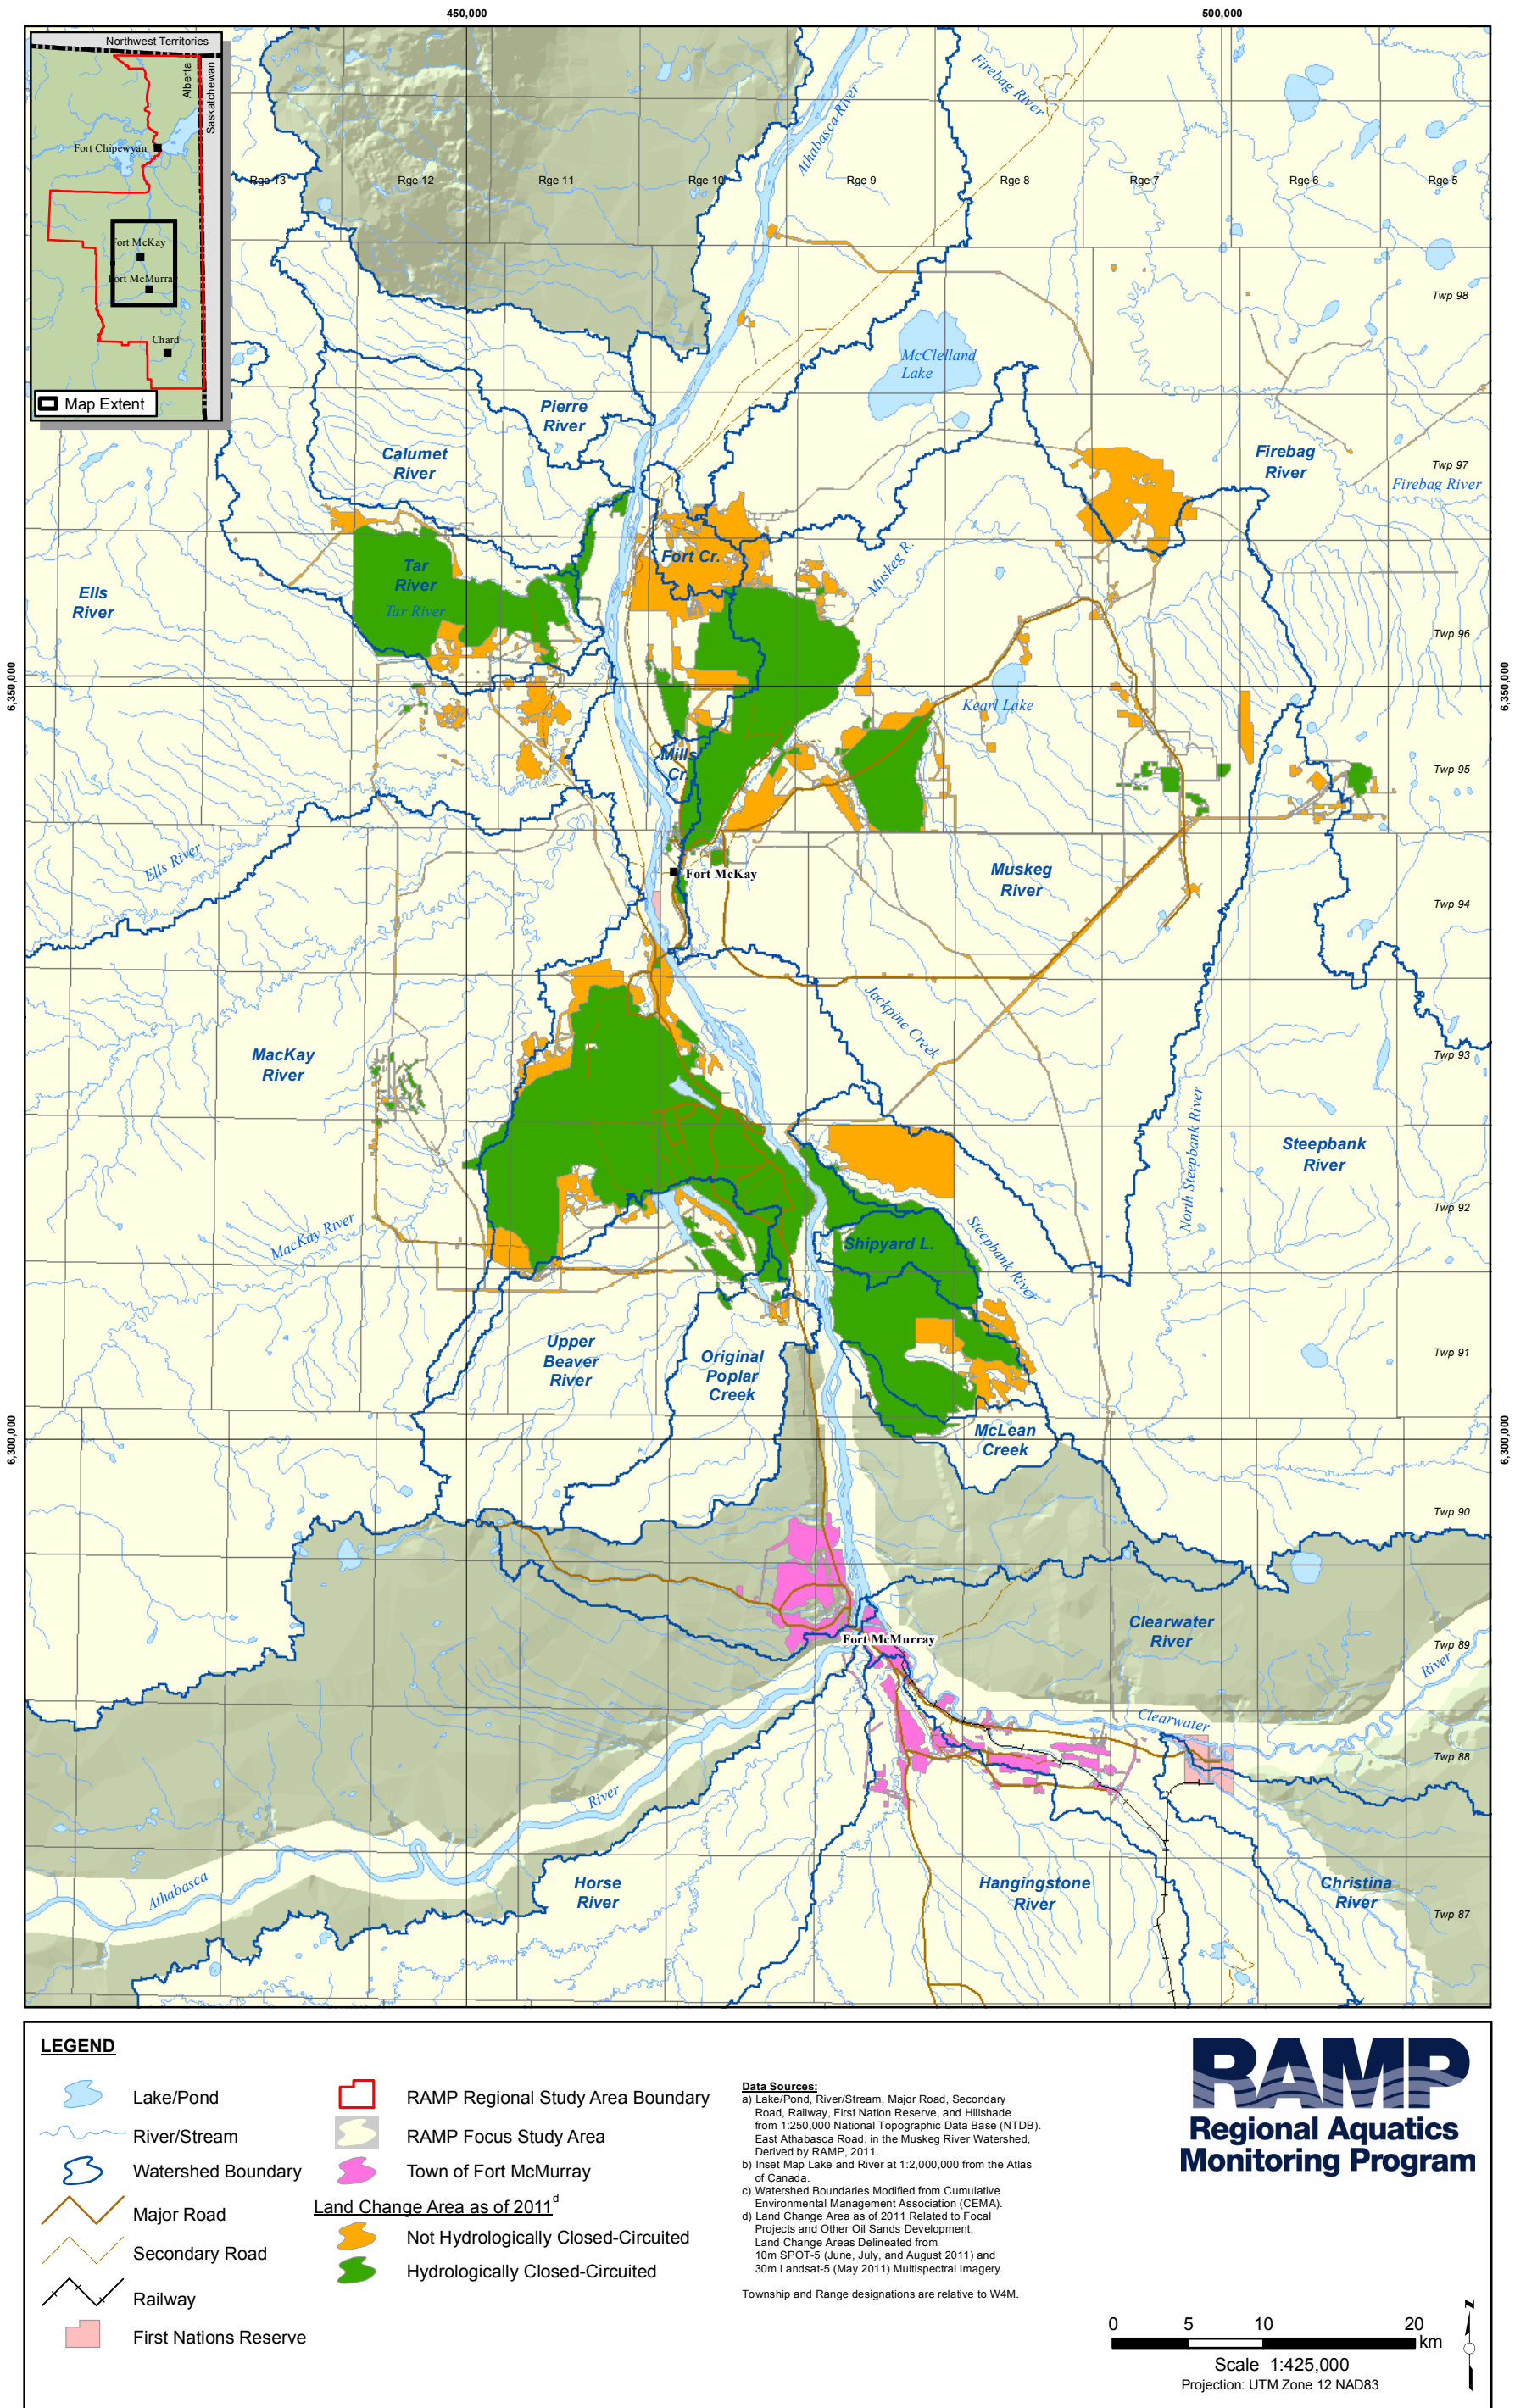 450,000
500,000
Northwest Territories
Alberta
Saskatchewan
Fort Chipewyan
Fort McKay
Fort McMurray
Chard
Map Extent
Firebag River
Athabasca River
Rge 13
Rge 12
Rge 11
Rge 10
Rge 9
Rge 8
Rge 7
Rge 6
Rge 5
Twp 98
McClelland
Lake
Pierre
River
Calumet
River
Firebag
River
Twp 97
Firebag River
Fort Cr.
Muskeg R.
Tar
River
Tar River
Ells
River
Twp 96
6,350,000
6,350,000
Kearl Lake
Mills
Cr.
Twp 95
Ells River
Fort McKay
Muskeg
River
Twp 94
Jackpine Creek
MacKay
River
Twp 93
North Steepbank River
Steepbank
River
MacKay River
Twp 92
Steepbank River
Shipyard L.
Upper
Beaver
River
Original
Poplar
Creek
Twp 91
McLean
Creek
6,300,000
6,300,000
Twp 90
Clearwater
River
Fort McMurray
Twp 89
River
Clearwater
Twp 88
River
Athabasca
Horse
River
Hangingstone
River
Christina
River
Twp 87
LEGEND
Lake/Pond
River/Stream
Watershed Boundary
Major Road
Secondary Road
Railway
First Nations Reserve
RAMP Regional Study Area Boundary
RAMP Focus Study Area
Town of Fort McMurray
Land Change Area as of 2011d
Not Hydrologically Closed-Circuited
Hydrologically Closed-Circuited
Data Sources:
a) Lake/Pond, River/Stream, Major Road, Secondary
Road, Railway, First Nation Reserve, and Hillshade
from 1:250,000 National Topographic Data Base (NTDB).
East Athabasca Road, in the Muskeg River Watershed,
Derived by RAMP, 2011.
b) Inset Map Lake and River at 1:2,000,000 from the Atlas
of Canada.
c) Watershed Boundaries Modified from Cumulative
Environmental Management Association (CEMA).
d) Land Change Area as of 2011 Related to Focal
Projects and Other Oil Sands Development.
Land Change Areas Delineated from
10m SPOT-5 (June, July, and August 2011) and
30m Landsat-5 (May 2011) Multispectral Imagery.
Township and Range designations are relative to W4M.
RAMP
Regional Aquatics
Monitoring Program
0 5 10 20
km
Scale 1:425,000
Projection: UTM Zone 12 NAD83
N